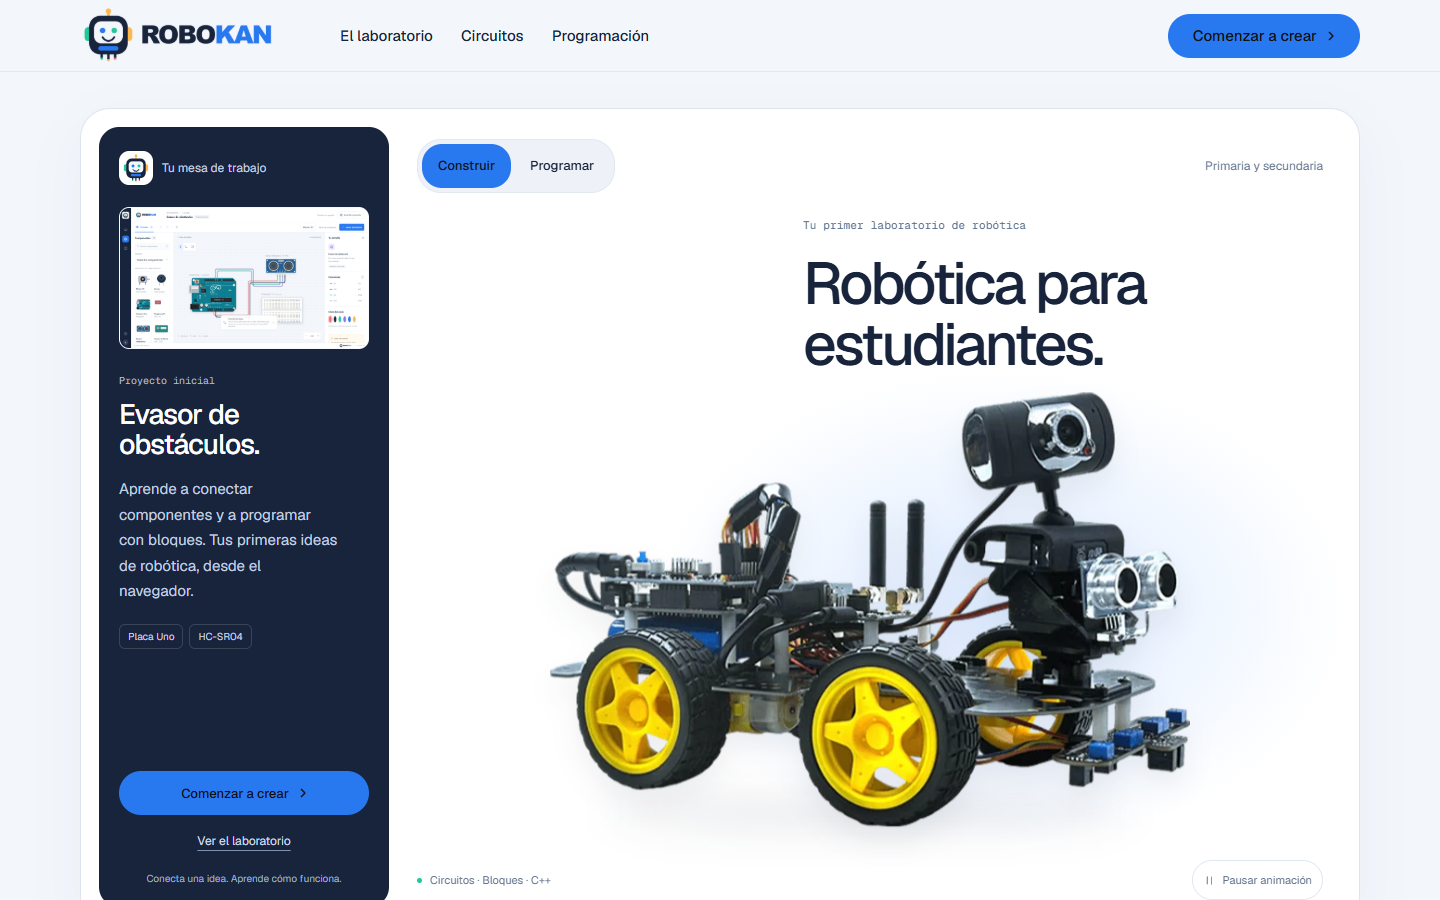 ROBOKAN
El laboratorio
Circuitos
Programación
Comenzar a crear
Tu mesa de trabajo
Proyecto inicial
Evasor de
obstáculos.
Aprende a conectar
componentes y a programar
con bloques. Tus primeras ideas
de robótica, desde el
navegador.
Placa Uno
HC-SR04
Comenzar a crear
Ver el laboratorio
Conecta una idea. Aprende cómo funciona.
Construir
Programar
Primaria y secundaria
Tu primer laboratorio de robótica
Robótica para
estudiantes.
Circuitos · Bloques · C++
Pausar animación